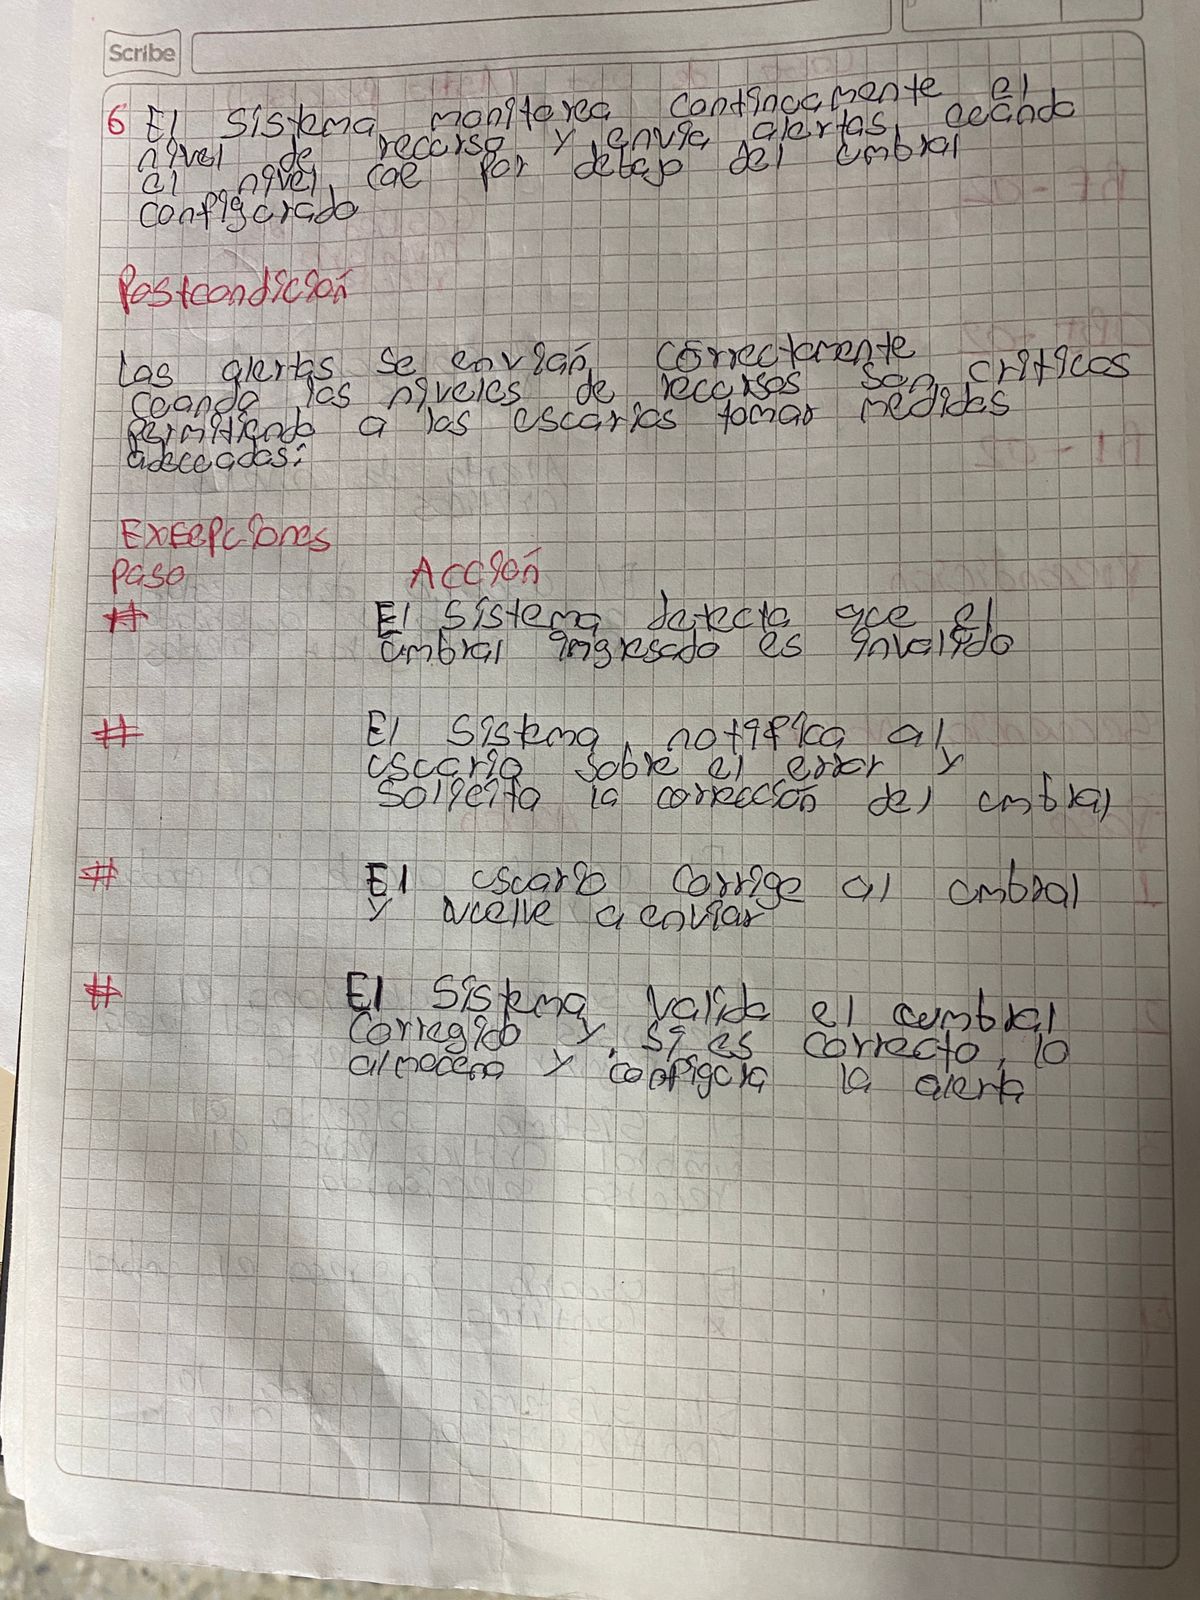 Scribe
6 El sistema monitorea continuamente el
nivel de recurso y envia alertas cuando
el nivel cae por debajo del umbral
configurado
Postcondición
Las alertas se envián correctamente
cuando los niveles de recursos son criticos
permitiendo a los usuarios tomar medidas
adecuadas.
Excepciones
Paso Acción
# El sistema detecta que el
umbral ingresado es invalido
# El sistema notifica al
usuario sobre el error y
solicita la corrección del umbral
# El usuario corrige al umbral
y vuelve a enviar
# El sistema valida el umbral
corregido y, si es correcto, lo
almacena y configura la alerta